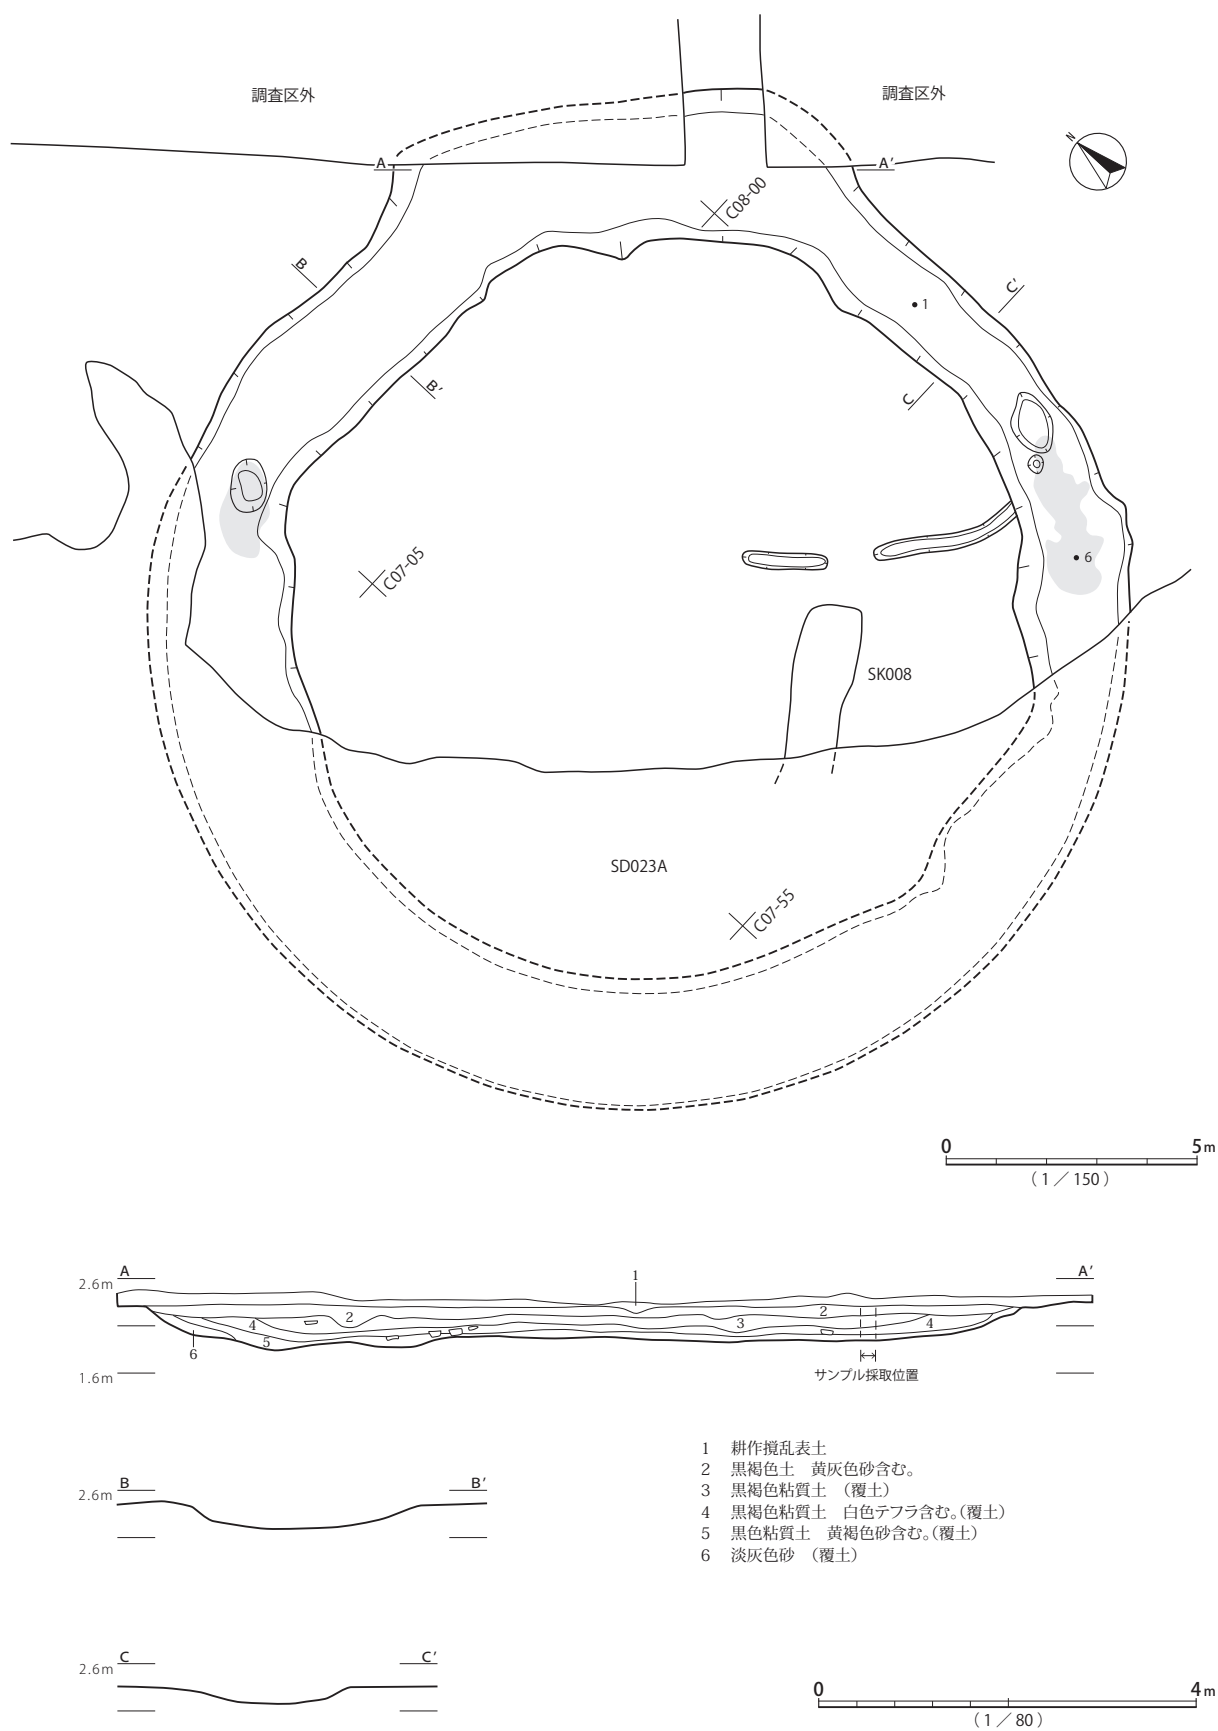 調査区外
調査区外
N
A
A′
C08-00
B
C′
1
B′
C
6
C07-05
SK008
SD023A
C07-55
0 5m
（1／150）
A A′
2.6m
1
2 2
4 3 4
6 5
サンプル採取位置
1.6m
1 耕作撹乱表土
2 黒褐色土 黄灰色砂含む。
3 黒褐色粘質土 （覆土）
4 黒褐色粘質土 白色テフラ含む。（覆土）
5 黒色粘質土 黄褐色砂含む。（覆土）
6 淡灰色砂 （覆土）
B B′
2.6m
C C′
2.6m
0 4m
（1／80）